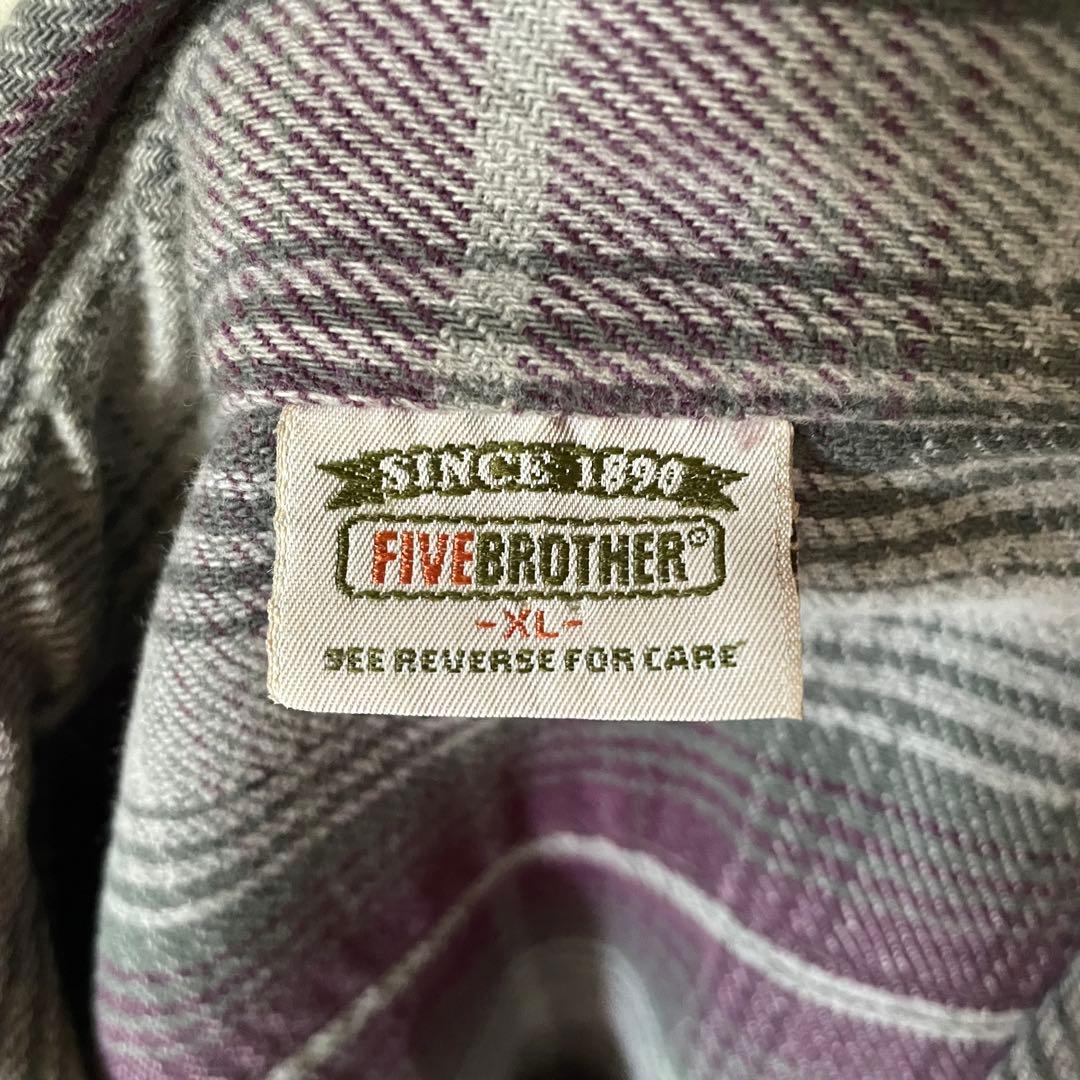 SINCE 1890
FIVEBROTHER®
-XL-
SEE REVERSE FOR CARE